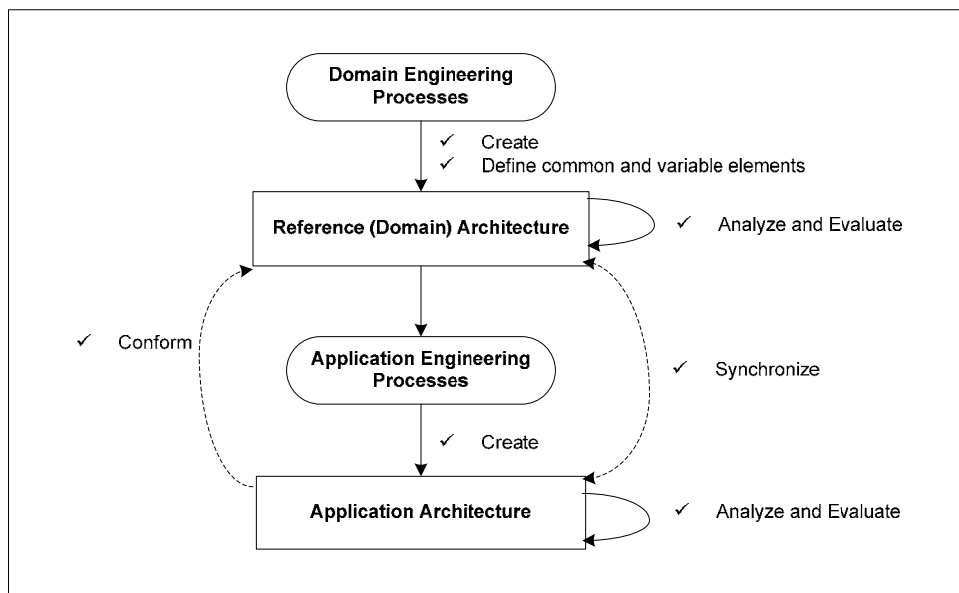 Domain Engineering
Processes
✓ Create
✓ Define common and variable elements
Reference (Domain) Architecture
✓ Analyze and Evaluate
✓ Conform
Application Engineering
Processes
✓ Synchronize
✓ Create
Application Architecture
✓ Analyze and Evaluate